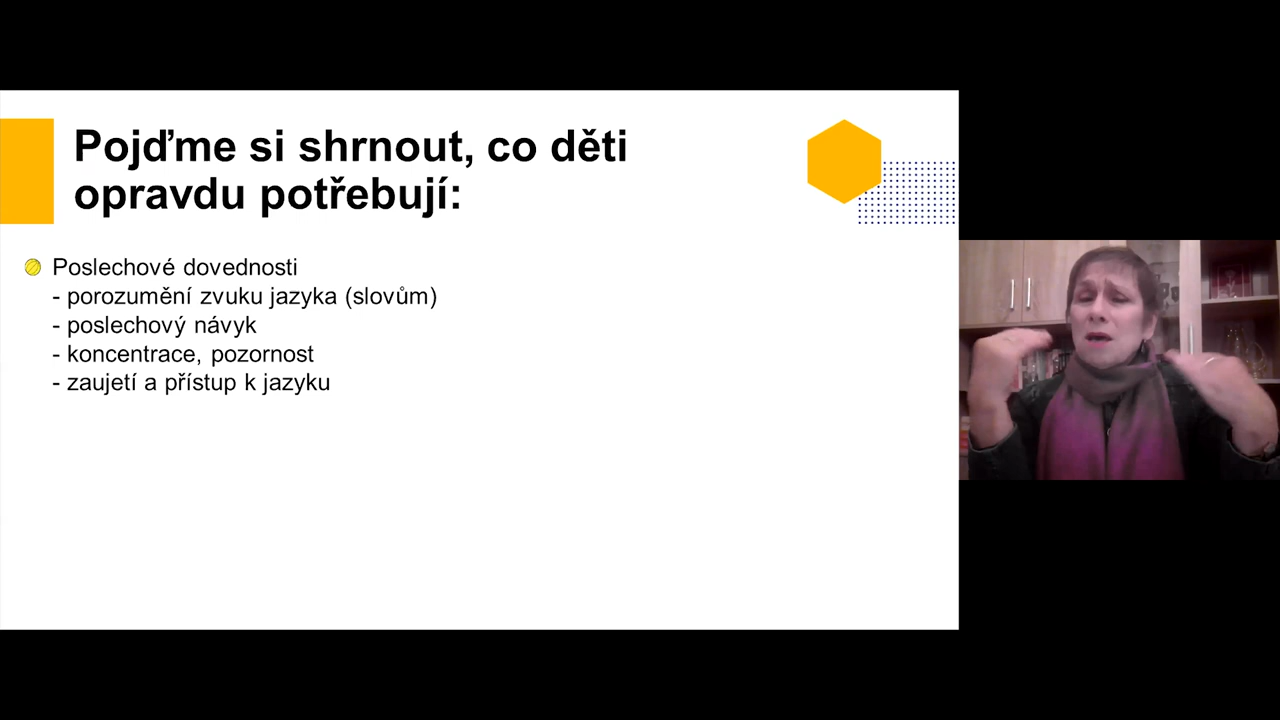 Pojďme si shrnout, co děti
opravdu potřebují:
Poslechové dovednosti
- porozumění zvuku jazyka (slovům)
- poslechový návyk
- koncentrace, pozornost
- zaujetí a přístup k jazyku